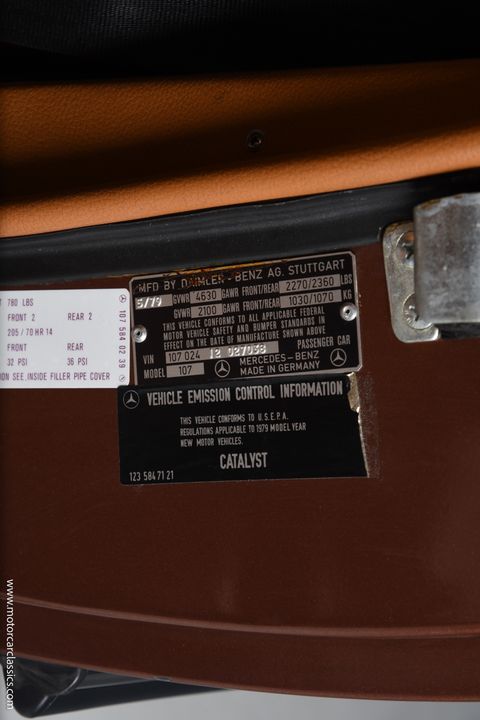 MFD BY DAIMLER - BENZ AG. STUTTGART
5/79 GVWR 4630 GAWR FRONT/REAR 2270/2360 LBS
GVWR 2100 GAWR FRONT/REAR 1030/1070 KG
THIS VEHICLE CONFORMS TO ALL APPLICABLE FEDERAL
MOTOR VEHICLE SAFETY AND BUMPER STANDARDS IN
EFFECT ON THE DATE OF MANUFACTURE SHOWN ABOVE
PASSENGER CAR
VIN 107 024 12 027058
MODEL 107 MERCEDES-BENZ
MADE IN GERMANY
780 LBS
FRONT 2 REAR 2
205/70 HR 14
FRONT REAR
32 PSI 36 PSI
SEE, INSIDE FILLER PIPE COVER
107 584 02 39
VEHICLE EMISSION CONTROL INFORMATION
THIS VEHICLE CONFORMS TO U.S.E.P.A.
REGULATIONS APPLICABLE TO 1979 MODEL YEAR
NEW MOTOR VEHICLES.
CATALYST
123 584 71 21
www.motorcarclassics.com